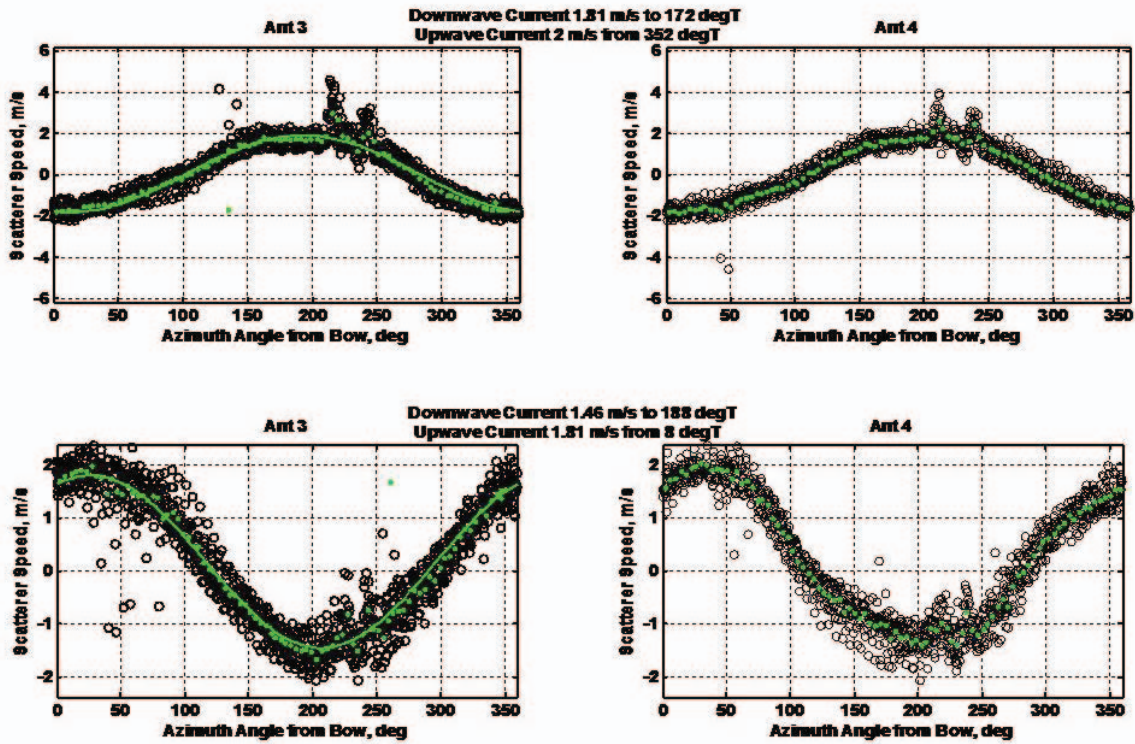 Downwave Current 1.81 m/s to 172 degT
Upwave Current 2 m/s from 352 degT
Ant 3
Ant 4
6
4
2
0
-2
-4
-6
Scatterer Speed, m/s
0 50 100 150 200 250 300 350
Azimuth Angle from Bow, deg
6
4
2
0
-2
-4
-6
Scatterer Speed, m/s
0 50 100 150 200 250 300 350
Azimuth Angle from Bow, deg
Downwave Current 1.46 m/s to 188 degT
Upwave Current 1.81 m/s from 8 degT
Ant 3
Ant 4
2
1
0
-1
-2
Scatterer Speed, m/s
0 50 100 150 200 250 300 350
Azimuth Angle from Bow, deg
2
1
0
-1
-2
Scatterer Speed, m/s
0 50 100 150 200 250 300 350
Azimuth Angle from Bow, deg